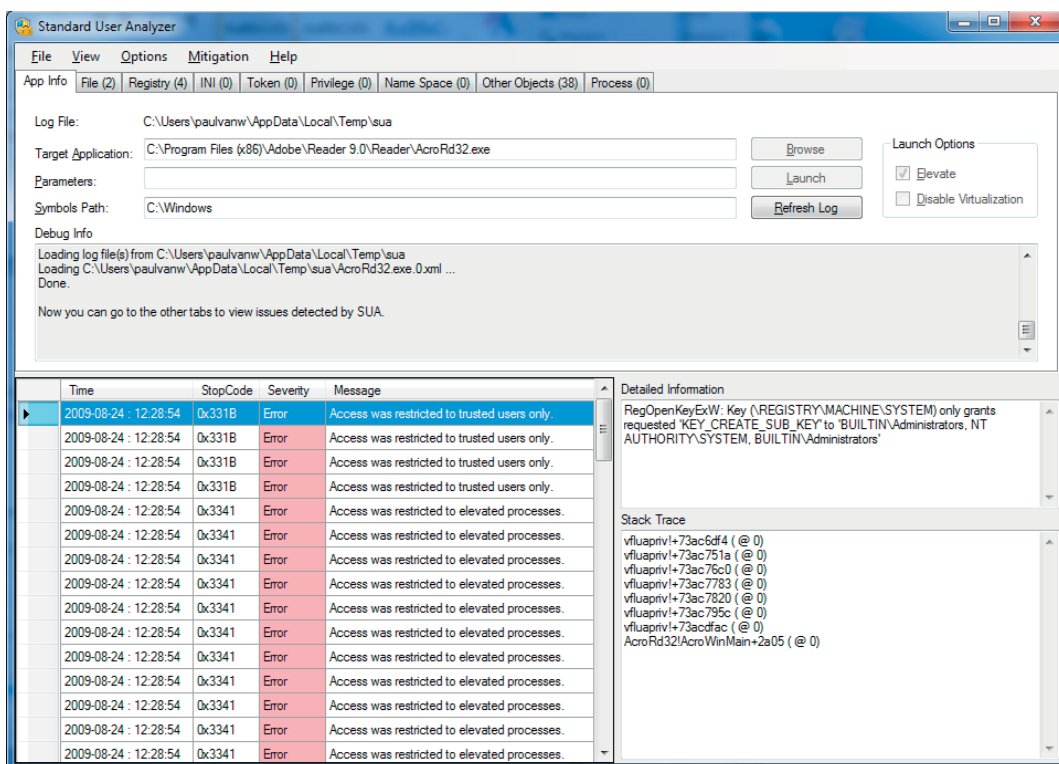 Standard User Analyzer
File View Options Mitigation Help
App Info File (2) Registry (4) INI (0) Token (0) Privilege (0) Name Space (0) Other Objects (38) Process (0)
Log File: C:\Users\paulvanw\AppData\Local\Temp\sua
Target Application: C:\Program Files (x86)\Adobe\Reader 9.0\Reader\AcroRd32.exe Browse
Parameters: Launch
Symbols Path: C:\Windows Refresh Log
Launch Options
Elevate
Disable Virtualization
Debug Info
Loading log file(s) from C:\Users\paulvanw\AppData\Local\Temp\sua
Loading C:\Users\paulvanw\AppData\Local\Temp\sua\AcroRd32.exe.0.xml ...
Done.
Now you can go to the other tabs to view issues detected by SUA.
Time StopCode Severity Message
2009-08-24 : 12:28:54 0x331B Error Access was restricted to trusted users only.
2009-08-24 : 12:28:54 0x331B Error Access was restricted to trusted users only.
2009-08-24 : 12:28:54 0x331B Error Access was restricted to trusted users only.
2009-08-24 : 12:28:54 0x331B Error Access was restricted to trusted users only.
2009-08-24 : 12:28:54 0x3341 Error Access was restricted to elevated processes.
2009-08-24 : 12:28:54 0x3341 Error Access was restricted to elevated processes.
2009-08-24 : 12:28:54 0x3341 Error Access was restricted to elevated processes.
2009-08-24 : 12:28:54 0x3341 Error Access was restricted to elevated processes.
2009-08-24 : 12:28:54 0x3341 Error Access was restricted to elevated processes.
2009-08-24 : 12:28:54 0x3341 Error Access was restricted to elevated processes.
2009-08-24 : 12:28:54 0x3341 Error Access was restricted to elevated processes.
2009-08-24 : 12:28:54 0x3341 Error Access was restricted to elevated processes.
2009-08-24 : 12:28:54 0x3341 Error Access was restricted to elevated processes.
2009-08-24 : 12:28:54 0x3341 Error Access was restricted to elevated processes.
2009-08-24 : 12:28:54 0x3341 Error Access was restricted to elevated processes.
Detailed Information
RegOpenKeyExW: Key (\REGISTRY\MACHINE\SYSTEM) only grants
requested 'KEY_CREATE_SUB_KEY' to 'BUILTIN\Administrators, NT
AUTHORITY\SYSTEM, BUILTIN\Administrators'
Stack Trace
vfluapriv!+73ac6df4 ( @ 0)
vfluapriv!+73ac751a ( @ 0)
vfluapriv!+73ac76c0 ( @ 0)
vfluapriv!+73ac7783 ( @ 0)
vfluapriv!+73ac7820 ( @ 0)
vfluapriv!+73ac795c ( @ 0)
vfluapriv!+73acdfac ( @ 0)
AcroRd32!AcroWinMain+2a05 ( @ 0)